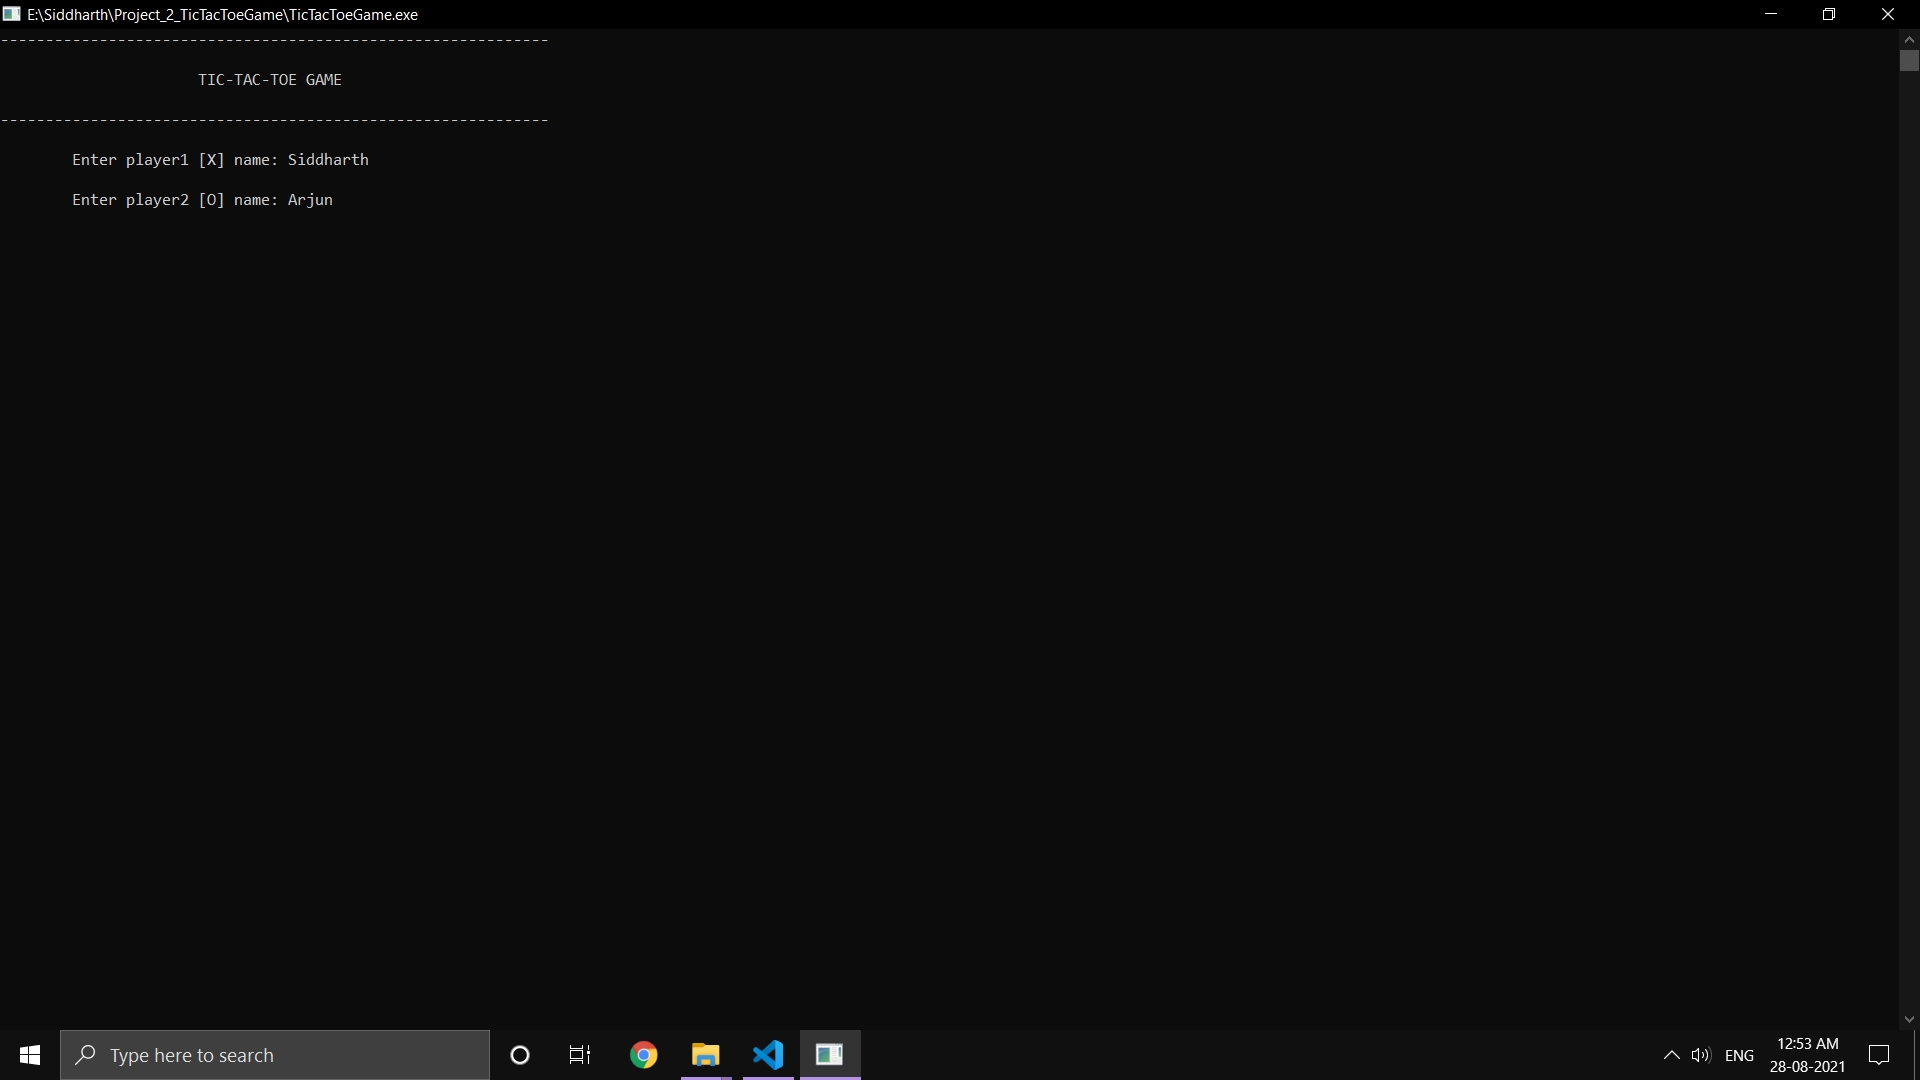 E:\Siddharth\Project_2_TicTacToeGame\TicTacToeGame.exe
-------------------------------------------------------------
TIC-TAC-TOE GAME
-------------------------------------------------------------
Enter player1 [X] name: Siddharth
Enter player2 [O] name: Arjun
Type here to search
ENG
12:53 AM
28-08-2021